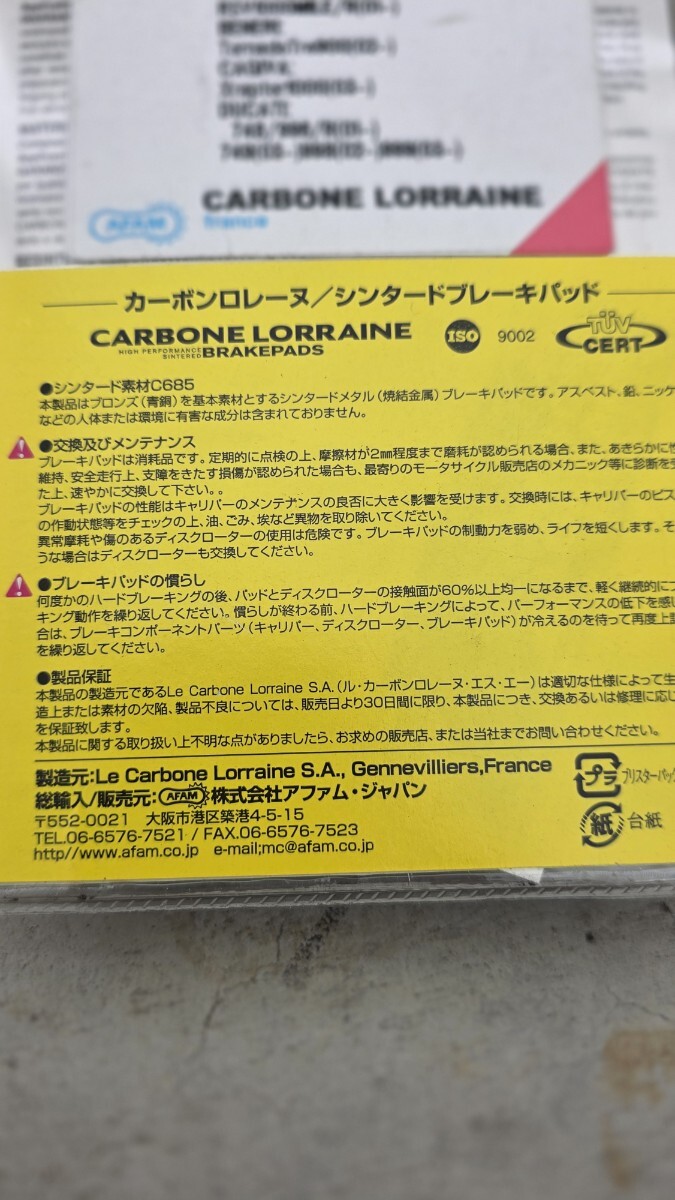 BENERI
TornadoTre900(03-)
CAGIVA:
Xraptor1000(03-)
DUCATI
748/996/R(01-)
749(03-)998(02-)999(03-)
CARBONE LORRAINE
AFAM france
カーボンロレーヌ/シンタードブレーキパッド
CARBONE LORRAINE ISO 9002 TÜV CERT
HIGH PERFORMANCE SINTERED BRAKEPADS
●シンタード素材C685
本製品はブロンズ(青銅)を基本素材とするシンタードメタル(焼結金属)ブレーキパッドです。アスベスト、鉛、ニッケ
などの人体または環境に有害な成分は含まれておりません。
●交換及びメンテナンス
ブレーキパッドは消耗品です。定期的に点検の上、摩擦材が2mm程度まで磨耗が認められる場合、また、あきらかに性
維持、安全走行上、支障をきたす損傷が認められた場合も、最寄りのモータサイクル販売店のメカニック等に診断を受
た上、速やかに交換して下さい。。
ブレーキパッドの性能はキャリパーのメンテナンスの良否に大きく影響を受けます。交換時には、キャリパーのピス
の作動状態等をチェックの上、油、ごみ、埃など異物を取り除いてください。
異常摩耗や傷のあるディスクローターの使用は危険です。ブレーキパッドの制動力を弱め、ライフを短くします。そ
うな場合はディスクローターも交換してください。
●ブレーキパッドの慣らし
何度かのハードブレーキングの後、パッドとディスクローターの接触面が60%以上均一になるまで、軽く継続的にブ
キング動作を繰り返してください。慣らしが終わる前、ハードブレーキングによって、パーフォーマンスの低下を感じ
合は、ブレーキコンポーネントパーツ(キャリパー、ディスクローター、ブレーキパッド)が冷えるのを待って再度上記
を繰り返してください。
●製品保証
本製品の製造元であるLe Carbone Lorraine S.A.(ル・カーボンロレーヌ・エス・エー)は適切な仕様によって生
造上または素材の欠陥、製品不良については、販売日より30日間に限り、本製品につき、交換あるいは修理に応じ
を保証致します。
本製品に関する取り扱い上不明な点がありましたら、お求めの販売店、または当社までお問い合わせください。
製造元:Le Carbone Lorraine S.A., Gennevilliers,France
総輸入/販売元: AFAM 株式会社アファム・ジャパン
〒552-0021 大阪市港区築港4-5-15
TEL.06-6576-7521 / FAX.06-6576-7523
http//www.afam.co.jp e-mail;mc@afam.co.jp
プラ ブリスターパック
紙 台紙